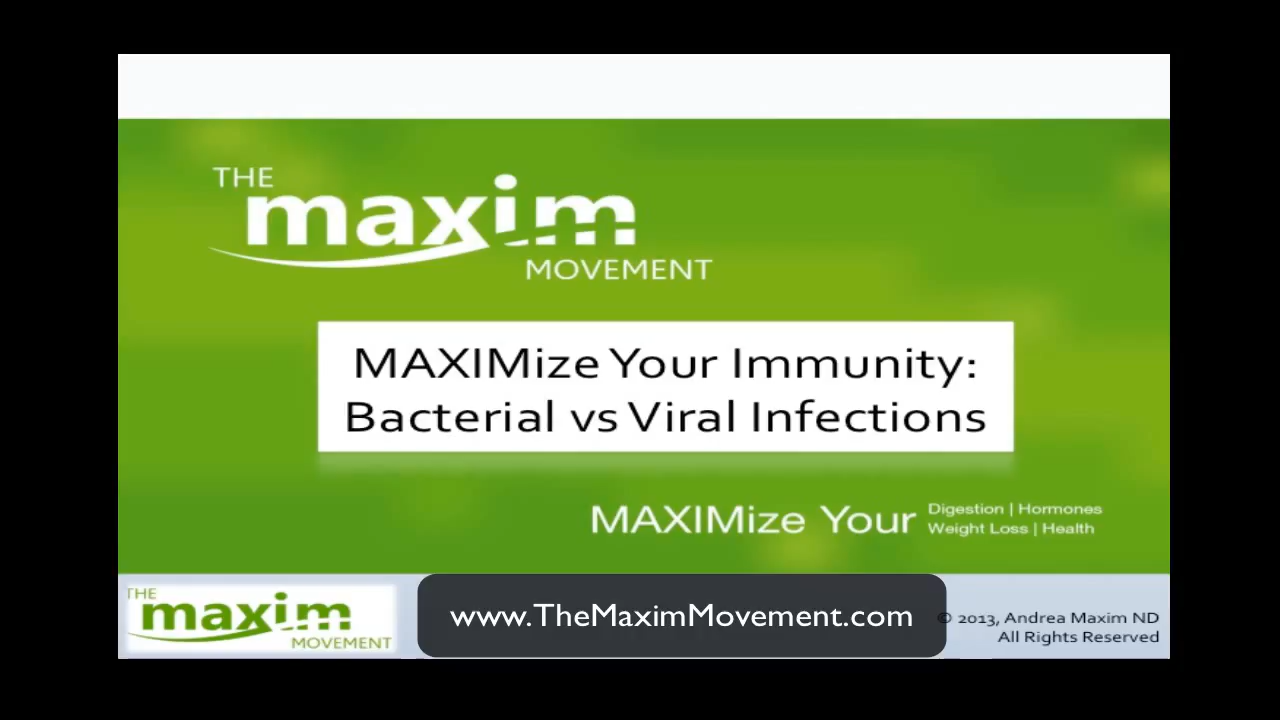 THE
maxim
MOVEMENT
MAXIMize Your Immunity:
Bacterial vs Viral Infections
MAXIMize Your
Digestion | Hormones
Weight Loss | Health
THE
maxim
MOVEMENT
www.TheMaximMovement.com
© 2013, Andrea Maxim ND
All Rights Reserved